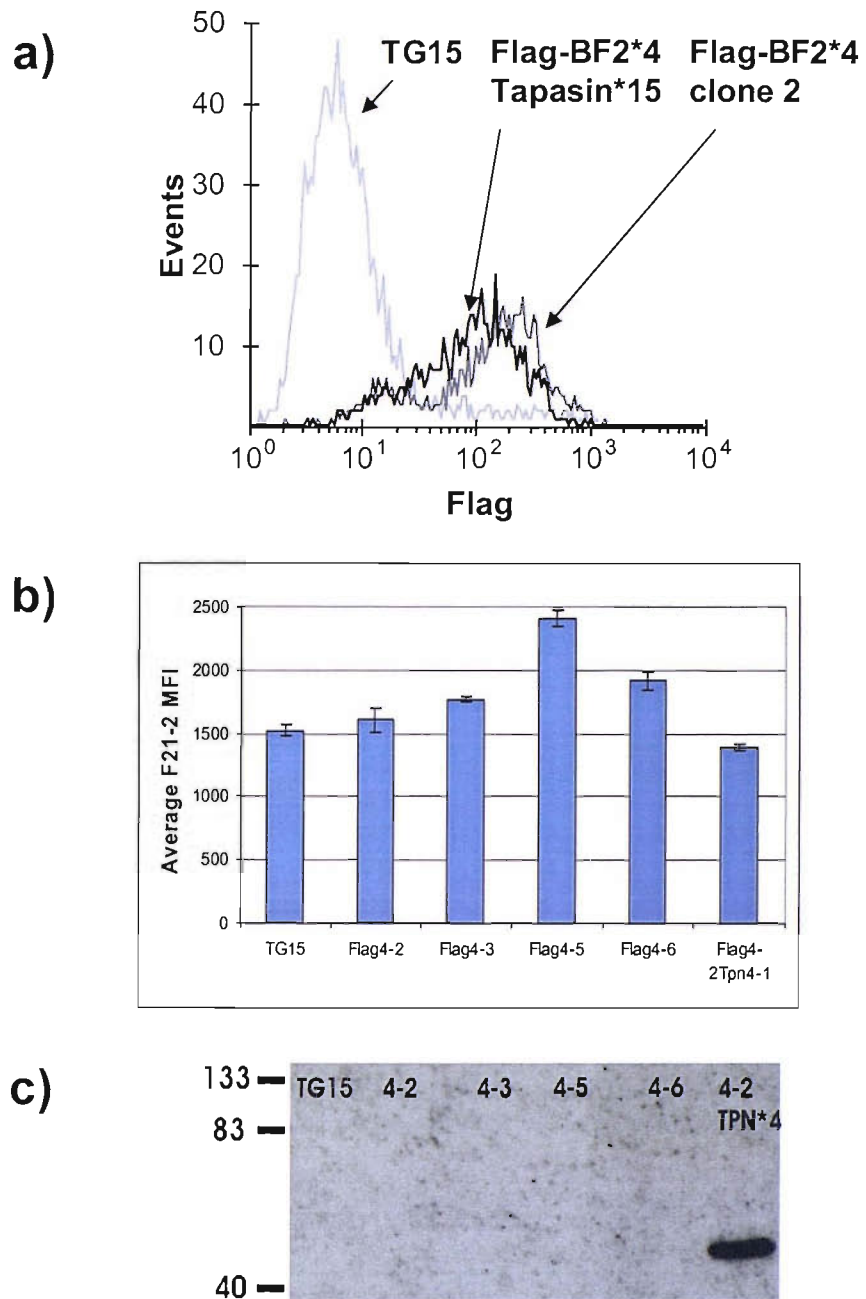 a)
TG15 Flag-BF2*4 Flag-BF2*4
Tapasin*15 clone 2
50
40
30
20
10
Events
10^0 10^1 10^2 10^3 10^4
Flag
b)
2500
2000
1500
1000
500
0
Average F21-2 MFI
TG15 Flag4-2 Flag4-3 Flag4-5 Flag4-6 Flag4-
2Tpn4-1
c)
133
83
40
TG15 4-2 4-3 4-5 4-6 4-2
TPN*4